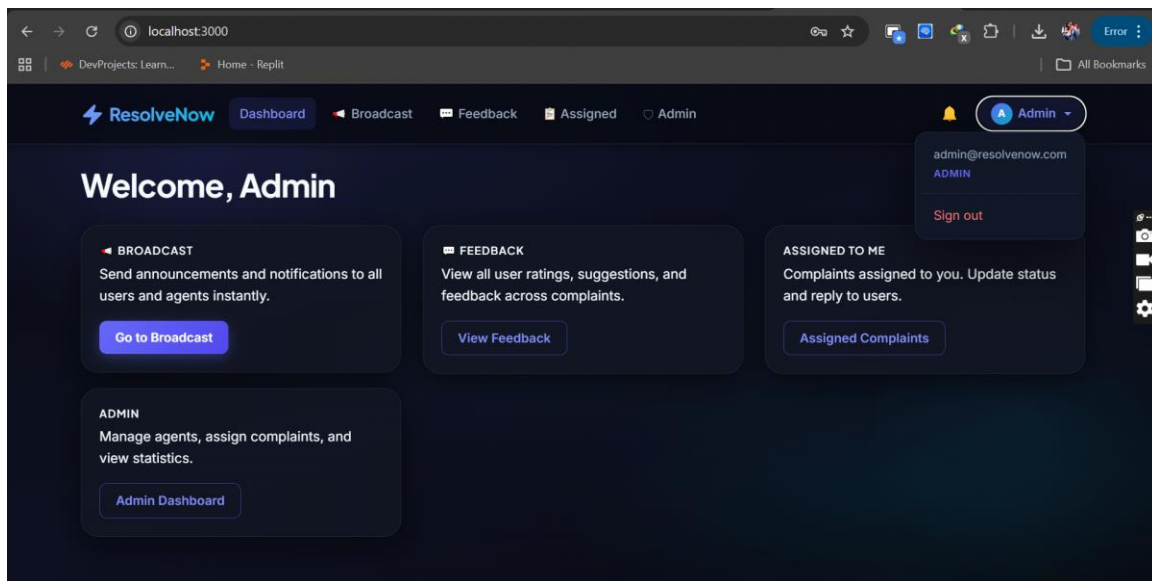 localhost:3000
Error
DevProjects: Learn...
Home - Replit
All Bookmarks
ResolveNow
Dashboard
Broadcast
Feedback
Assigned
Admin
A
Admin
admin@resolvenow.com
ADMIN
Sign out
Welcome, Admin
BROADCAST
Send announcements and notifications to all
users and agents instantly.
Go to Broadcast
FEEDBACK
View all user ratings, suggestions, and
feedback across complaints.
View Feedback
ASSIGNED TO ME
Complaints assigned to you. Update status
and reply to users.
Assigned Complaints
ADMIN
Manage agents, assign complaints, and
view statistics.
Admin Dashboard